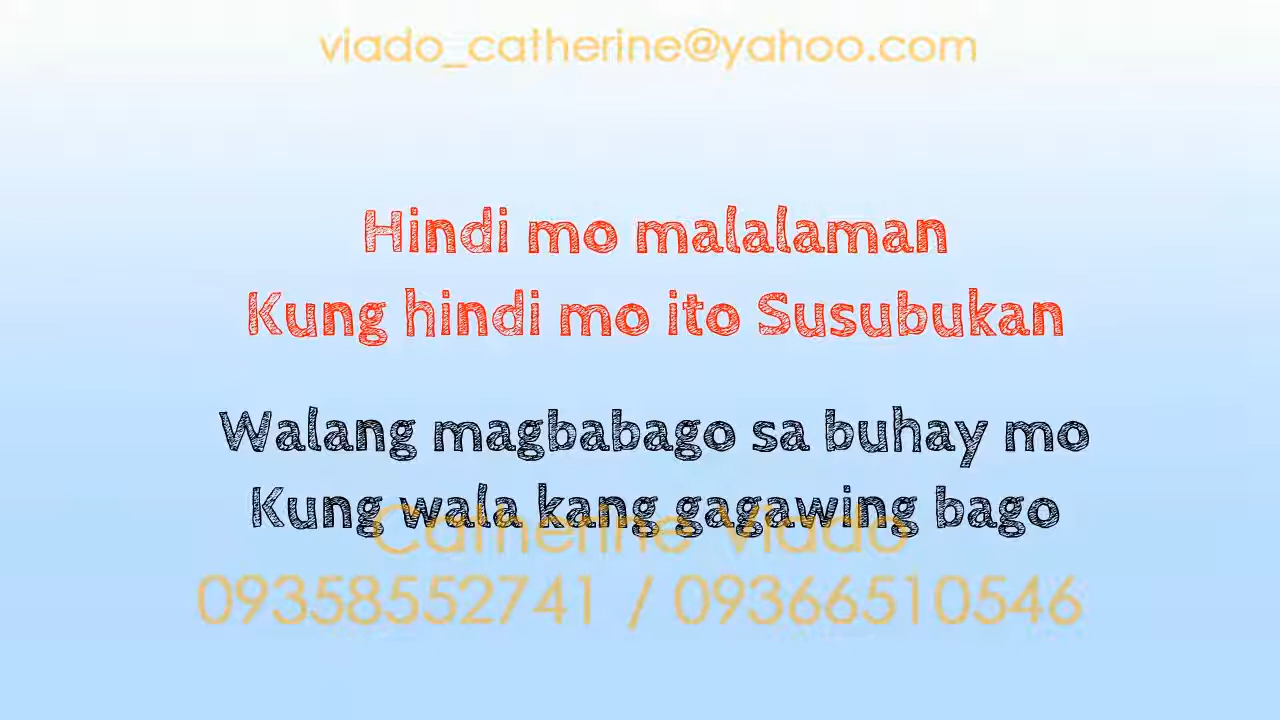 viado_catherine@yahoo.com
Hindi mo malalaman
Kung hindi mo ito Susubukan
Walang magbabago sa buhay mo
Kung wala kang gagawing bago
Catherine Viado
09358552741 / 09366510546